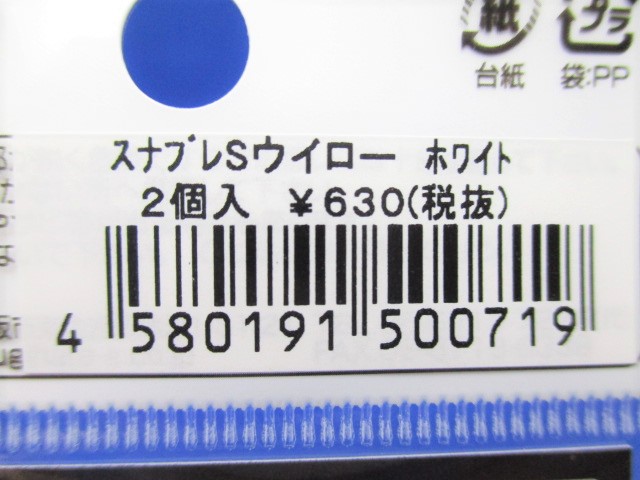 紙 プラ
台紙 袋:PP
スナブレSウイロー ホワイト
2個入 ¥630(税抜)
4 580191 500719